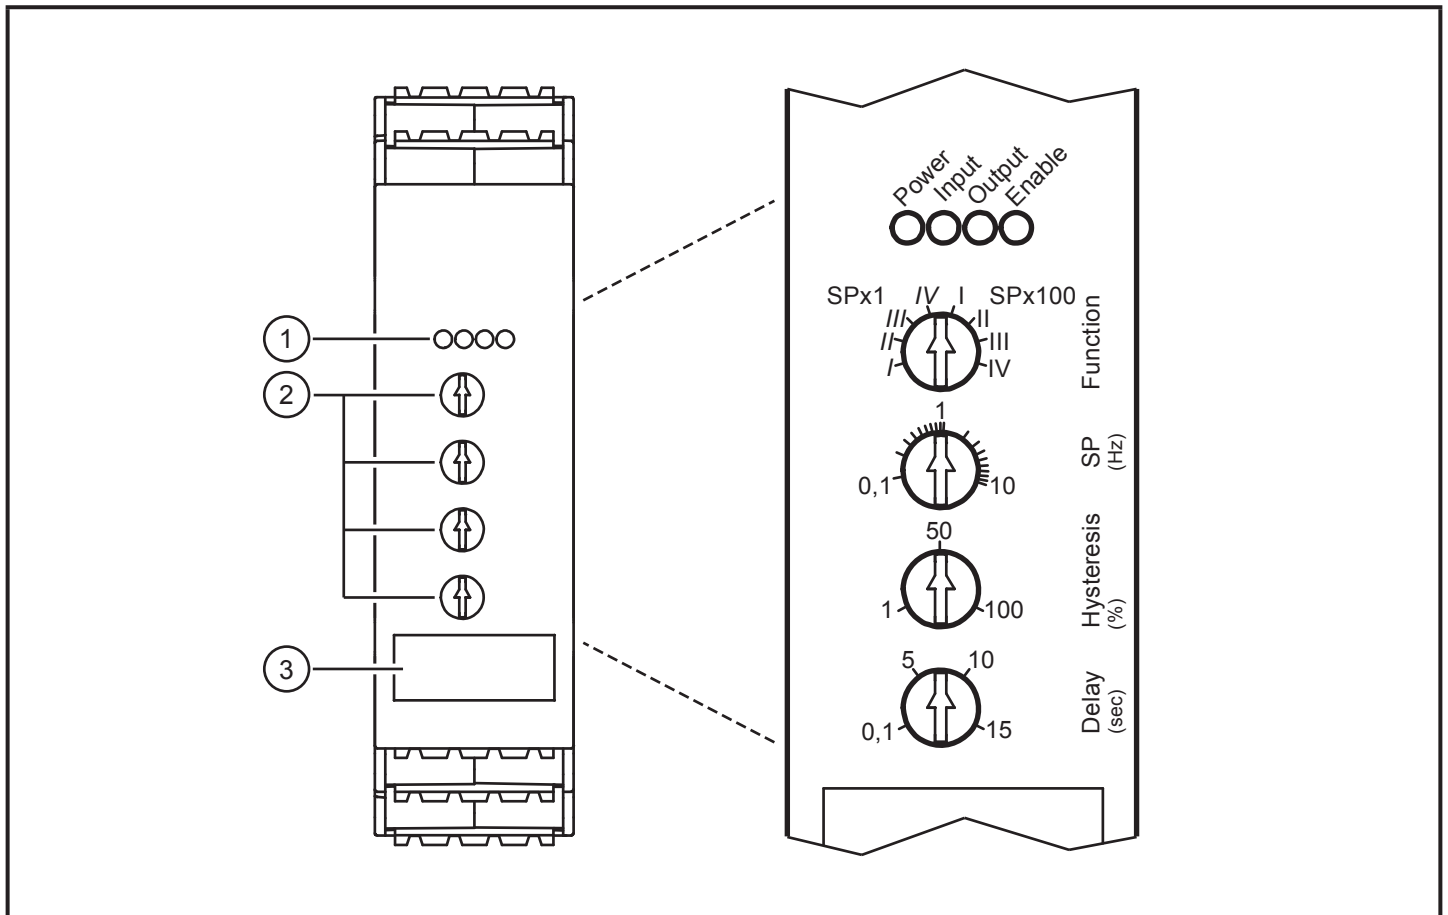 1
2
3
Power Input Output Enable
SPx1 IV I SPx100
III II
II III
I IV
Function
1
0,1 10
SP
(Hz)
50
1 100
Hysteresis
(%)
5 10
0,1 15
Delay
(sec)